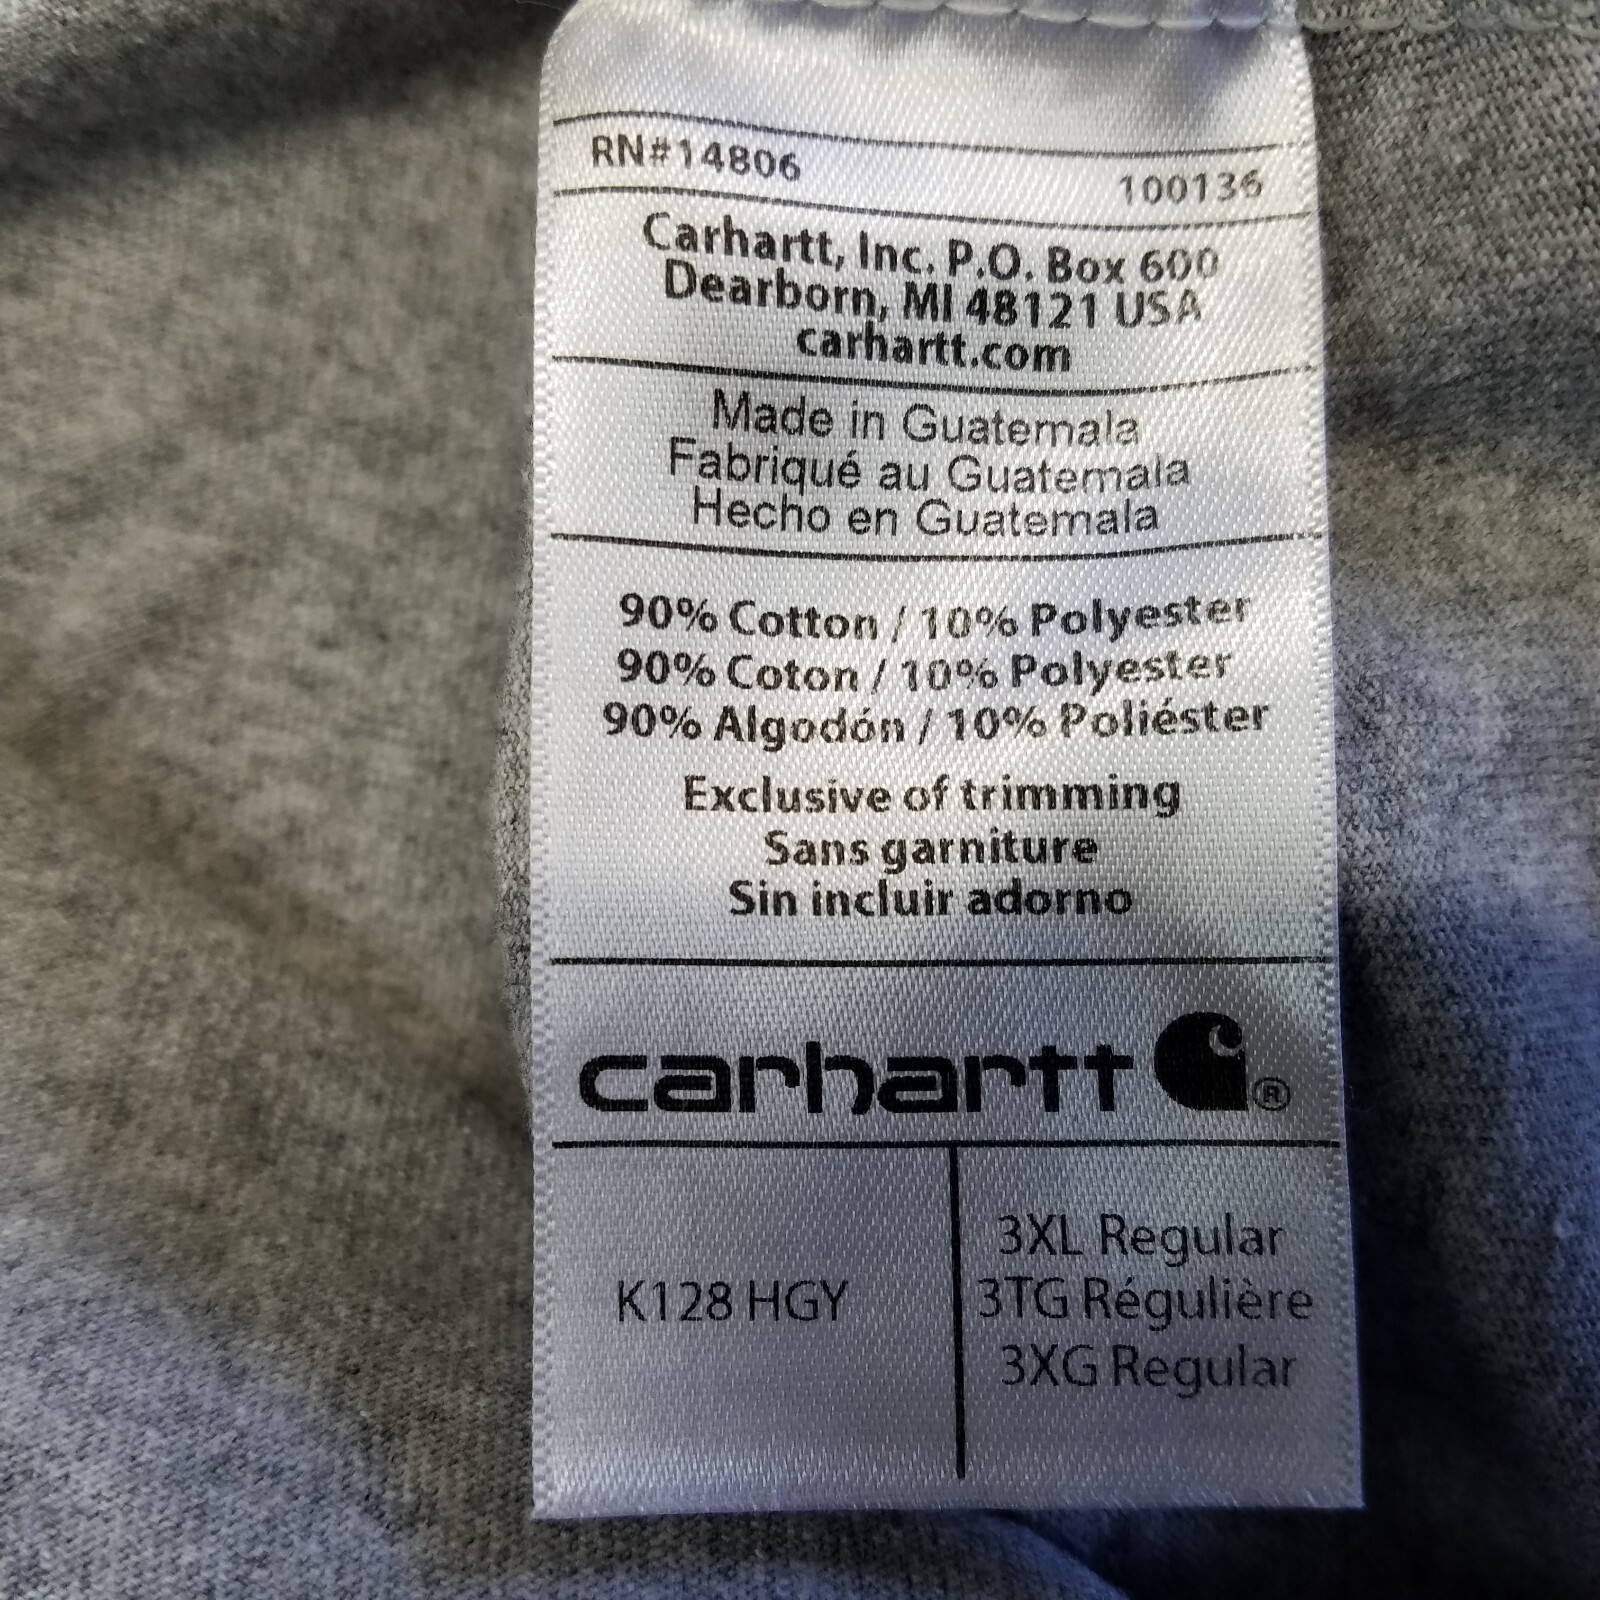 RN#14806 100136
Carhartt, Inc. P.O. Box 600
Dearborn, MI 48121 USA
carhartt.com
Made in Guatemala
Fabriqué au Guatemala
Hecho en Guatemala
90% Cotton / 10% Polyester
90% Coton / 10% Polyester
90% Algodón / 10% Poliéster
Exclusive of trimming
Sans garniture
Sin incluir adorno
carhartt ®
K128 HGY
3XL Regular
3TG Régulière
3XG Regular